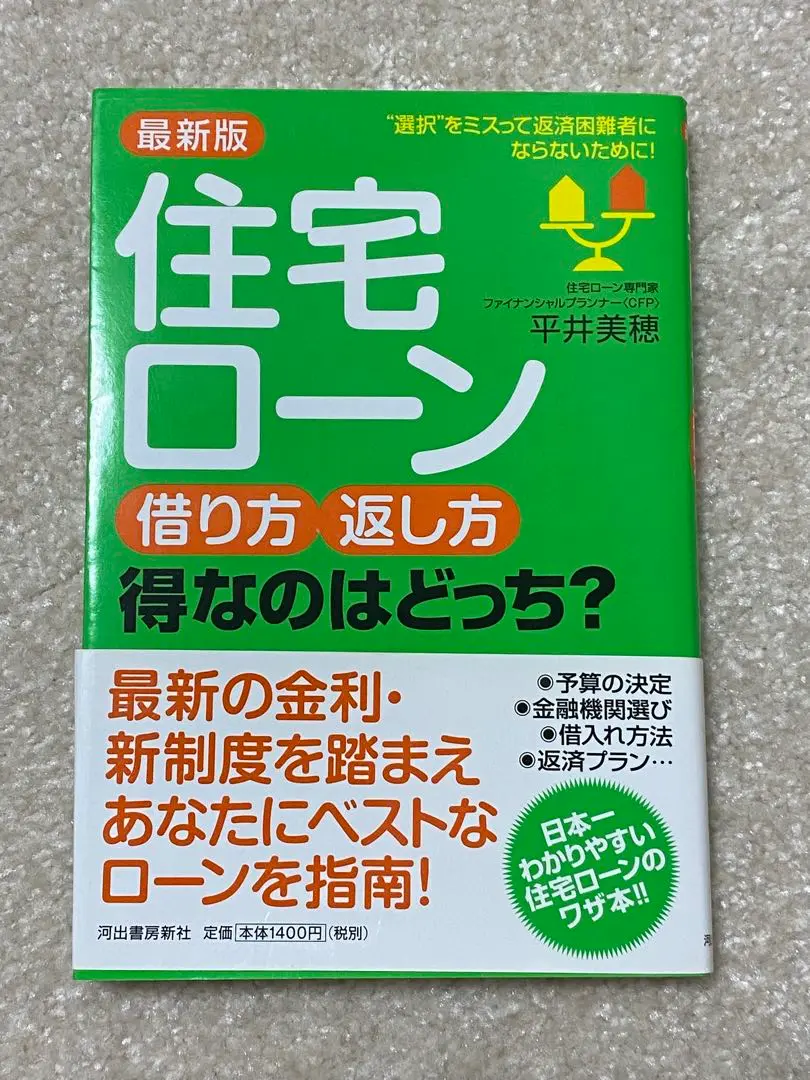 最新版
“選択”をミスって返済困難者に
ならないために!
住宅
ローン
住宅ローン専門家
ファイナンシャルプランナー〈CFP〉
平井美穂
借り方 返し方
得なのはどっち?
最新の金利・
新制度を踏まえ
あなたにベストな
ローンを指南!
◉予算の決定
◉金融機関選び
◉借入れ方法
◉返済プラン…
日本一
わかりやすい
住宅ローンの
ワザ本!!
河出書房新社 定価 本体1400円 (税別)